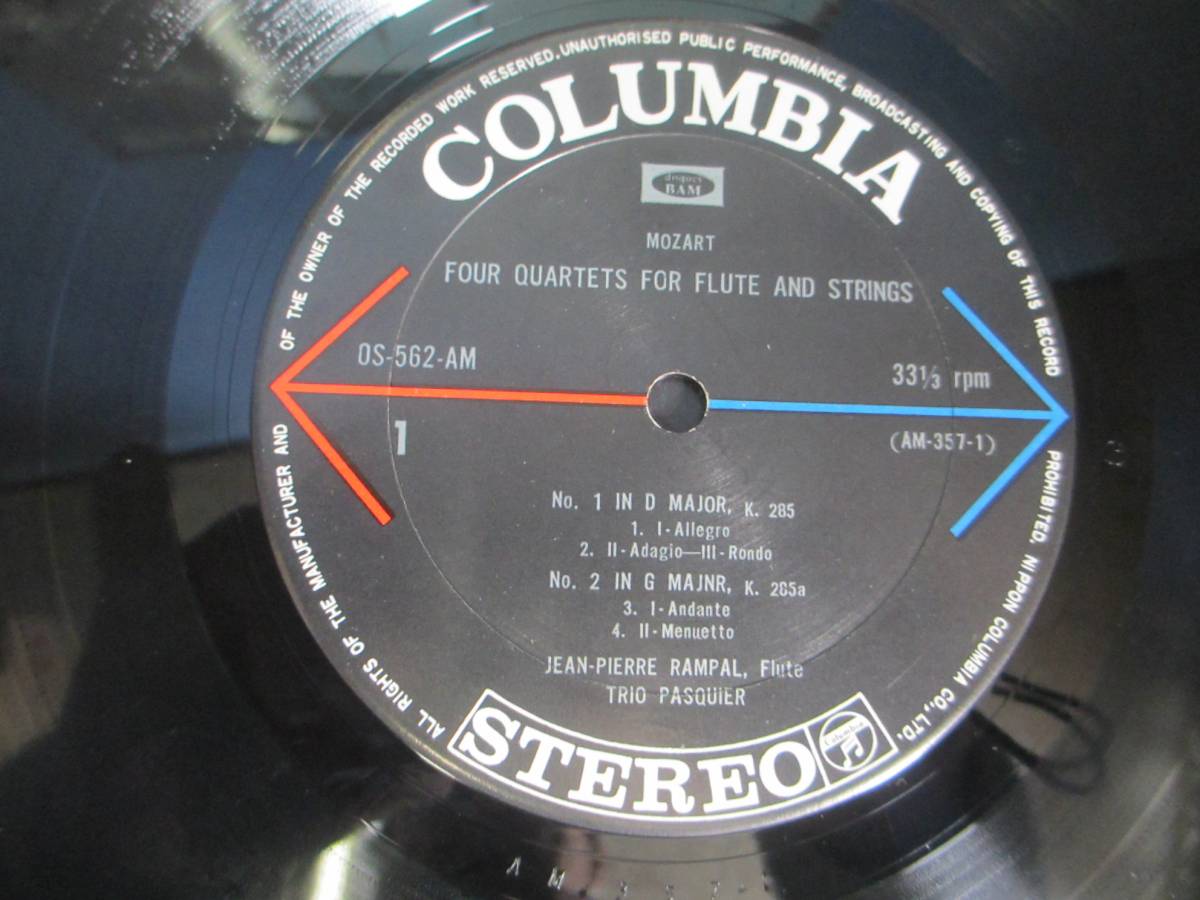 ALL RIGHTS OF THE MANUFACTURER AND OF THE OWNER OF THE RECORDED WORK RESERVED. UNAUTHORISED PUBLIC PERFORMANCE, BROADCASTING AND COPYING OF THIS RECORD PROHIBITED. NIPPON COLUMBIA CO., LTD.
COLUMBIA
disques
BAM
MOZART
FOUR QUARTETS FOR FLUTE AND STRINGS
OS-562-AM
33⅓ rpm
1
(AM-357-1)
No. 1 IN D MAJOR, K. 285
1. I-Allegro
2. II-Adagio—III-Rondo
No. 2 IN G MAJNR, K. 285a
3. I-Andante
4. II-Menuetto
JEAN-PIERRE RAMPAL, Flute
TRIO PASQUIER
STEREO
Columbia
A M 3 5 7